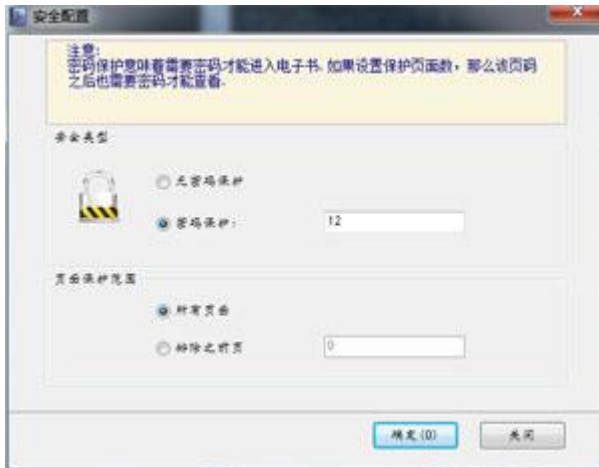 安全配置
注意:
密码保护意味着需要密码才能进入电子书. 如果设置保护页面数，那么该页码
之后也需要密码才能查看.
安全类型
无密码保护
密码保护: 12
页面保护范围
所有页面
排除之前页 0
确定(O) 关闭